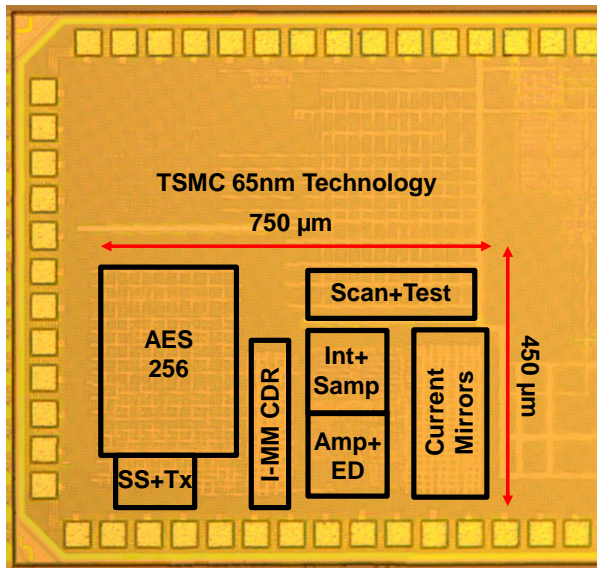 TSMC 65nm Technology
750 µm
Scan+Test
AES
256
Int+
Samp
450 µm
I-MM CDR
Current
Mirrors
Amp+
ED
SS+Tx